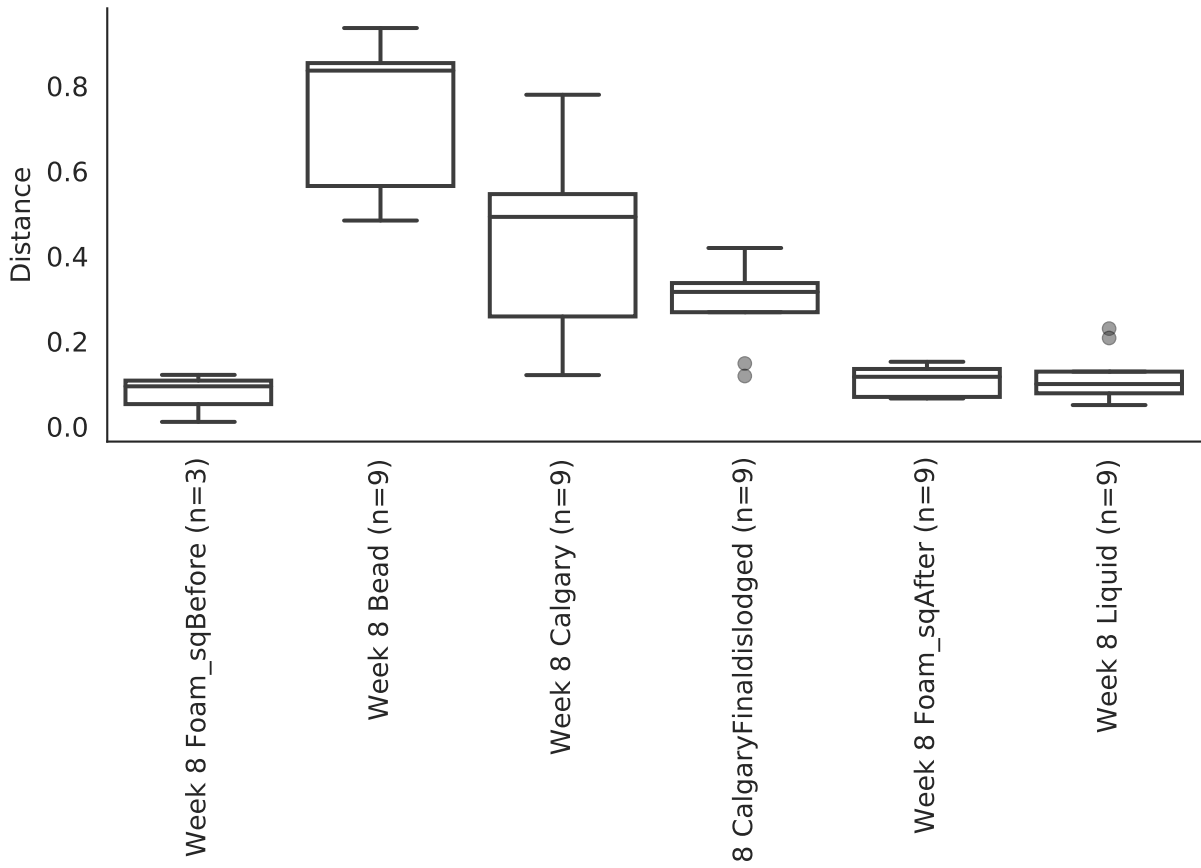 Distance
0.8
0.6
0.4
0.2
0.0
Week 8 Foam_sqBefore (n=3)
Week 8 Bead (n=9)
Week 8 Calgary (n=9)
8 CalgaryFinaldislodged (n=9)
Week 8 Foam_sqAfter (n=9)
Week 8 Liquid (n=9)